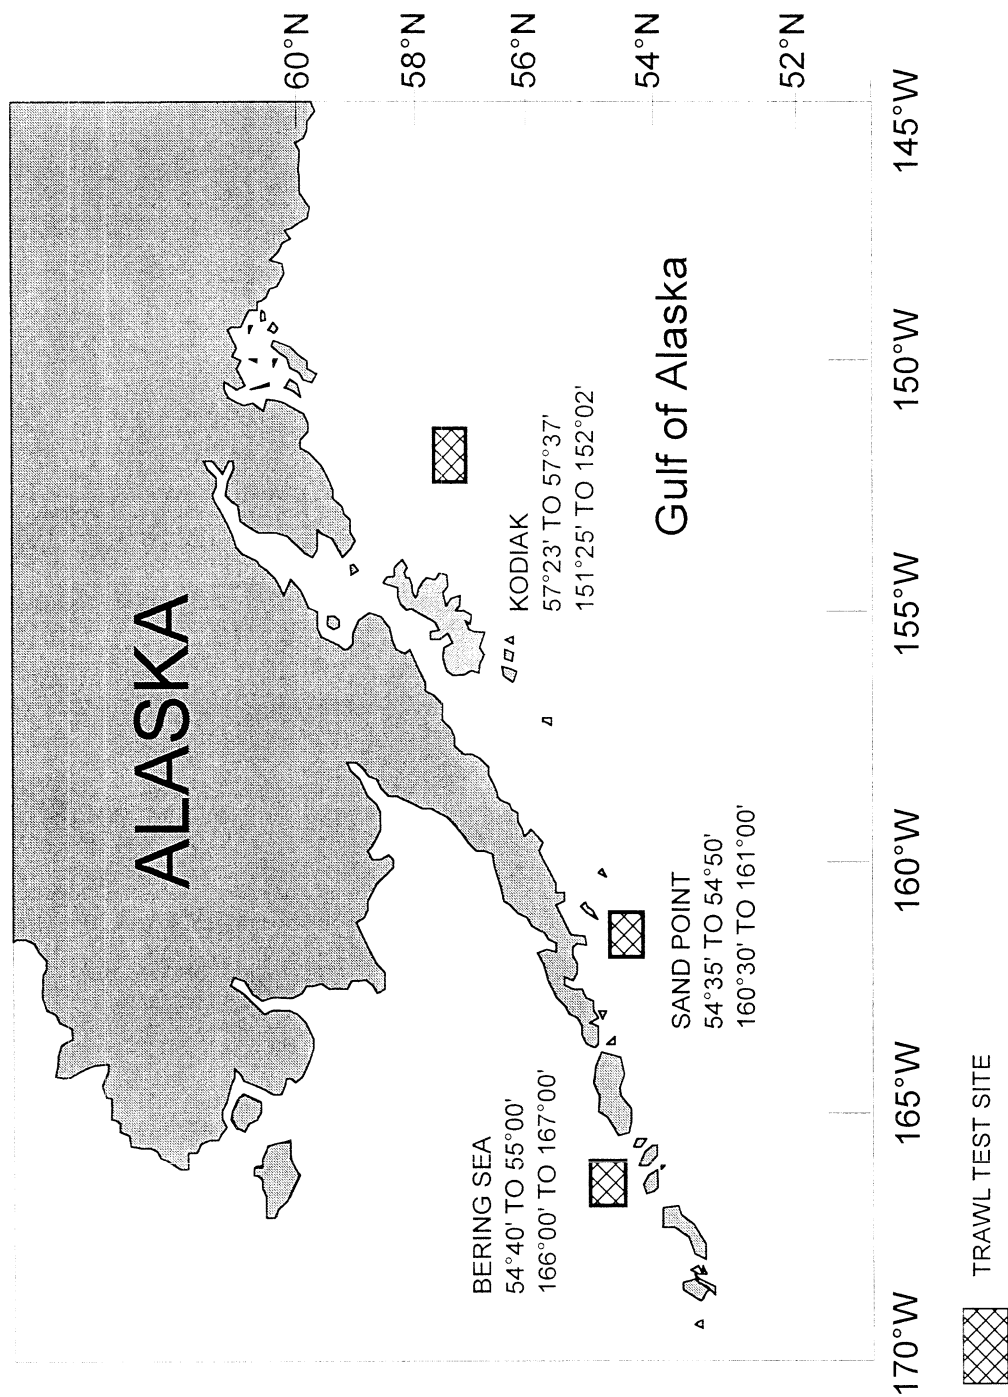 ALASKA
60°N
58°N
56°N
54°N
52°N
BERING SEA
54°40' TO 55°00'
166°00' TO 167°00'
KODIAK
57°23' TO 57°37'
151°25' TO 152°02'
Gulf of Alaska
SAND POINT
54°35' TO 54°50'
160°30' TO 161°00'
170°W
165°W
160°W
155°W
150°W
145°W
TRAWL TEST SITE